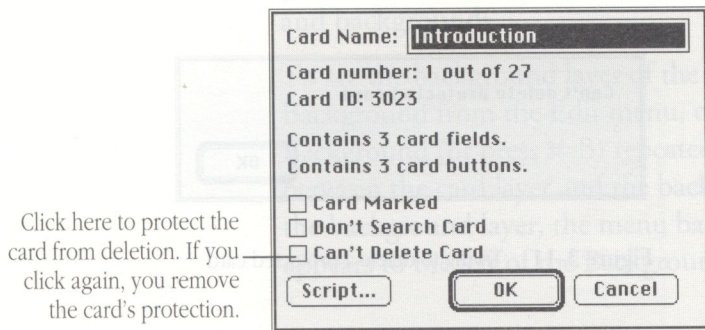 Card Name: Introduction
Card number: 1 out of 27
Card ID: 3023
Contains 3 card fields.
Contains 3 card buttons.
Card Marked
Don't Search Card
Can't Delete Card
Script... OK Cancel
Click here to protect the
card from deletion. If you
click again, you remove
the card's protection.